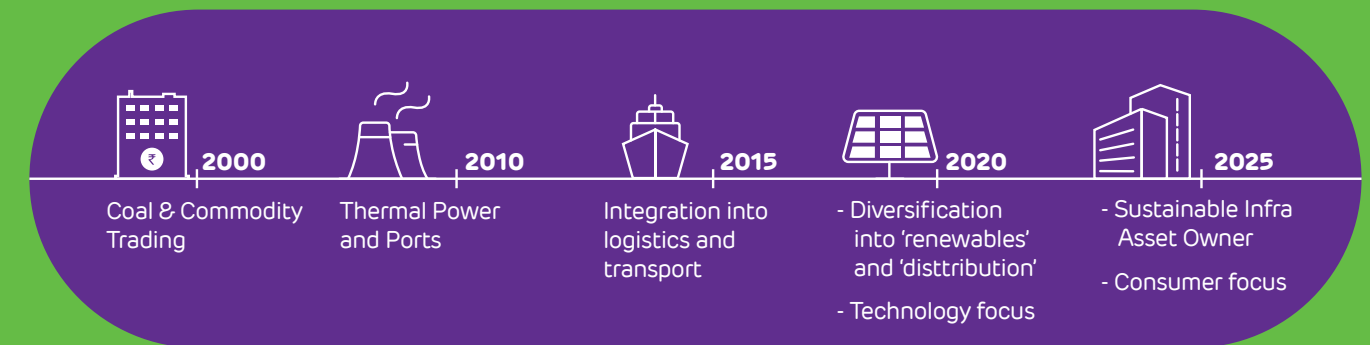 ₹
2000
Coal & Commodity
Trading
2010
Thermal Power
and Ports
2015
Integration into
logistics and
transport
2020
- Diversification
into ‘renewables’
and ‘disttribution’
- Technology focus
2025
- Sustainable Infra
Asset Owner
- Consumer focus